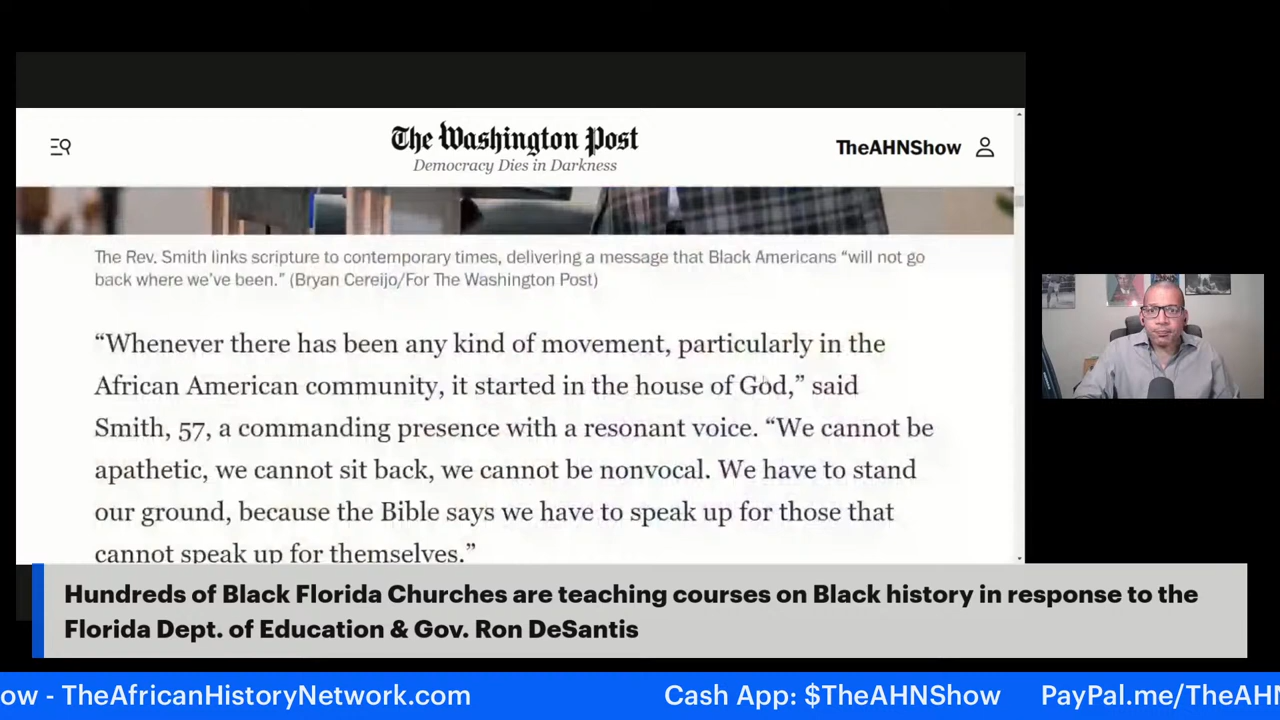 The Washington Post
Democracy Dies in Darkness
TheAHNShow
The Rev. Smith links scripture to contemporary times, delivering a message that Black Americans “will not go
back where we’ve been.” (Bryan Cereijo/For The Washington Post)
“Whenever there has been any kind of movement, particularly in the
African American community, it started in the house of God,” said
Smith, 57, a commanding presence with a resonant voice. “We cannot be
apathetic, we cannot sit back, we cannot be nonvocal. We have to stand
our ground, because the Bible says we have to speak up for those that
cannot speak up for themselves.”
Hundreds of Black Florida Churches are teaching courses on Black history in response to the
Florida Dept. of Education & Gov. Ron DeSantis
ow - TheAfricanHistoryNetwork.com Cash App: $TheAHNShow PayPal.me/TheAHN